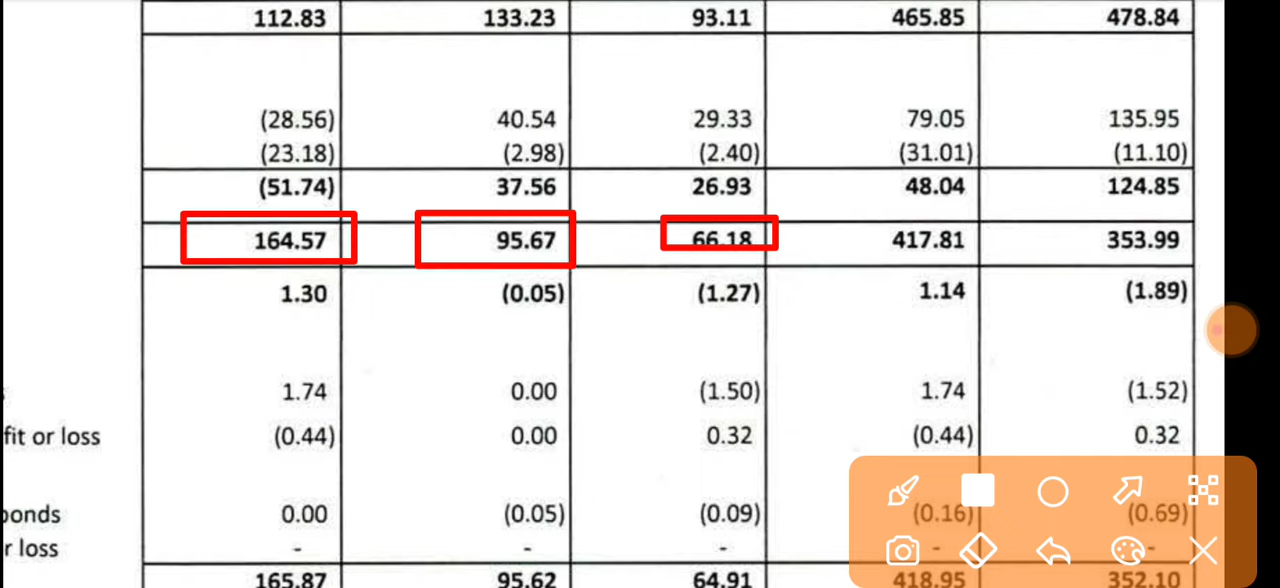 112.83 133.23 93.11 465.85 478.84
(28.56) 40.54 29.33 79.05 135.95
(23.18) (2.98) (2.40) (31.01) (11.10)
(51.74) 37.56 26.93 48.04 124.85
164.57 95.67 66.18 417.81 353.99
1.30 (0.05) (1.27) 1.14 (1.89)
1.74 0.00 (1.50) 1.74 (1.52)
fit or loss (0.44) 0.00 0.32 (0.44) 0.32
onds 0.00 (0.05) (0.09) (0.16) (0.69)
r loss - - - - -
165.87 95.62 64.91 418.95 352.10